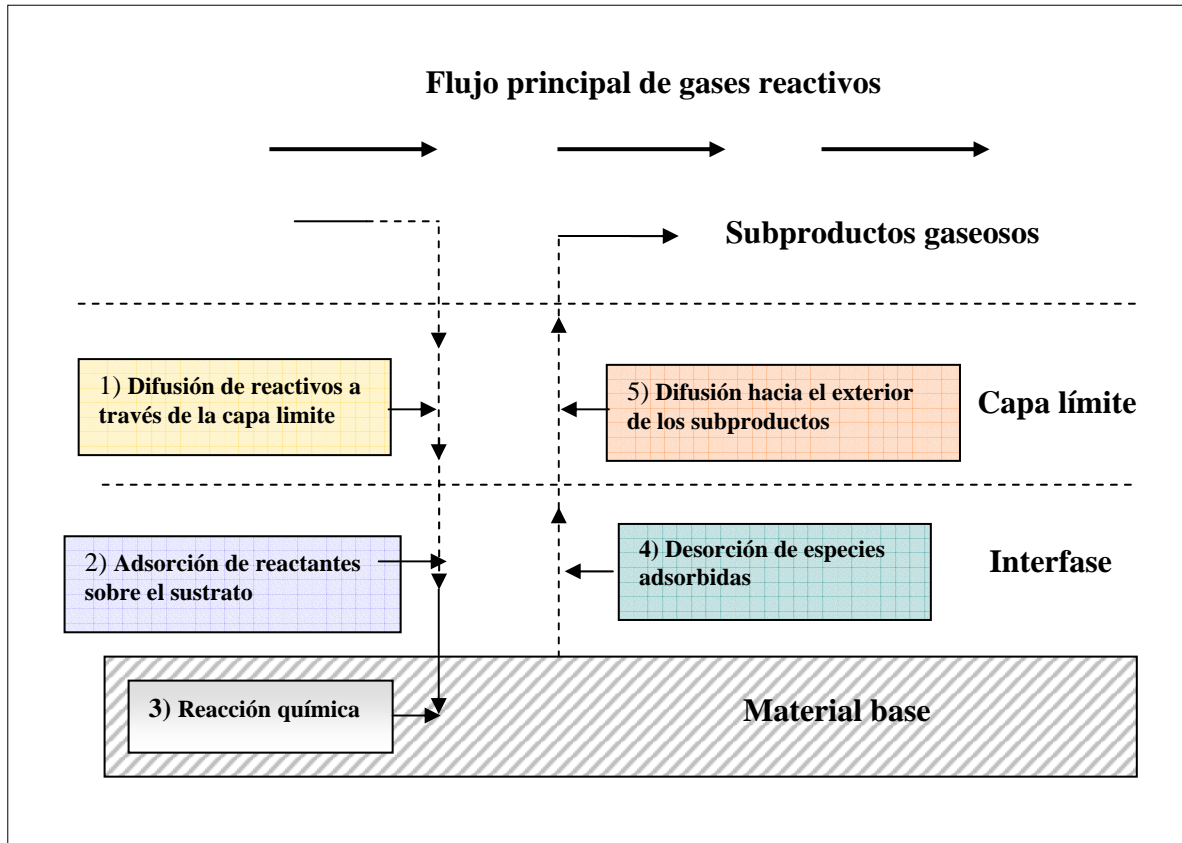 Flujo principal de gases reactivos
Subproductos gaseosos
1) Difusión de reactivos a
través de la capa limite
5) Difusión hacia el exterior
de los subproductos
Capa límite
2) Adsorción de reactantes
sobre el sustrato
4) Desorción de especies
adsorbidas
Interfase
3) Reacción química
Material base